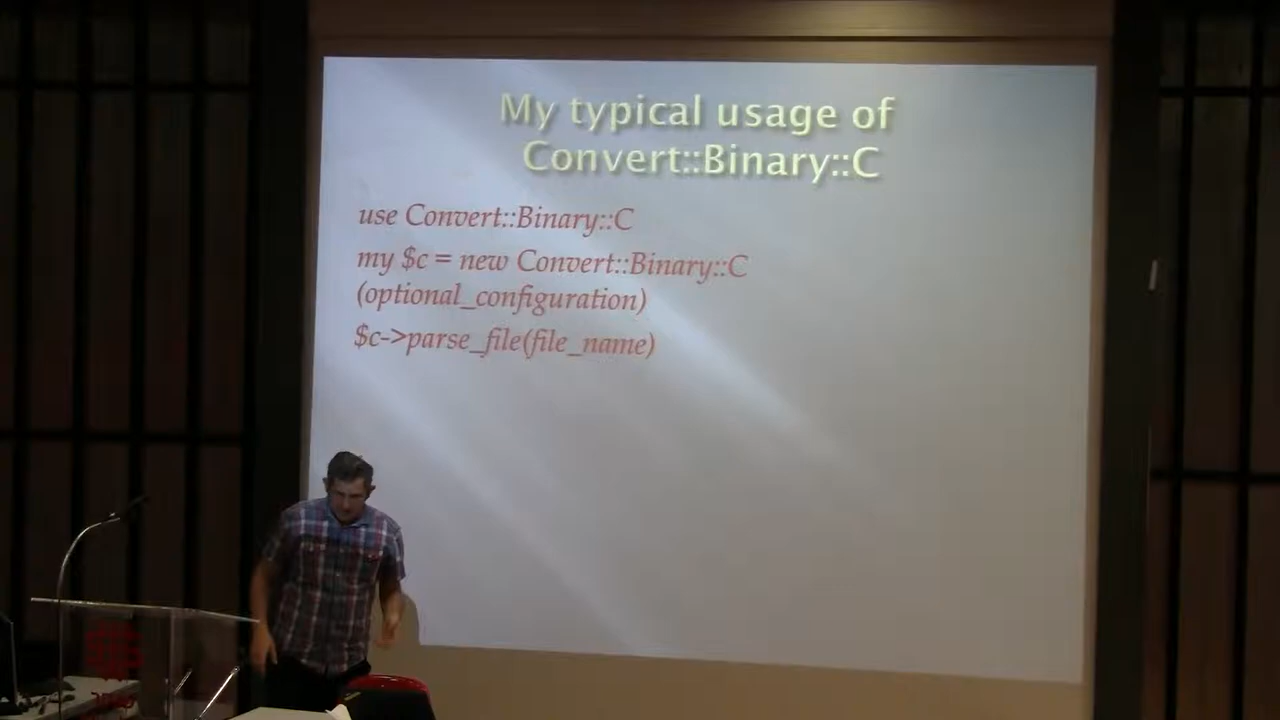 My typical usage of
Convert::Binary::C
use Convert::Binary::C
my $c = new Convert::Binary::C
(optional_configuration)
$c->parse_file(file_name)